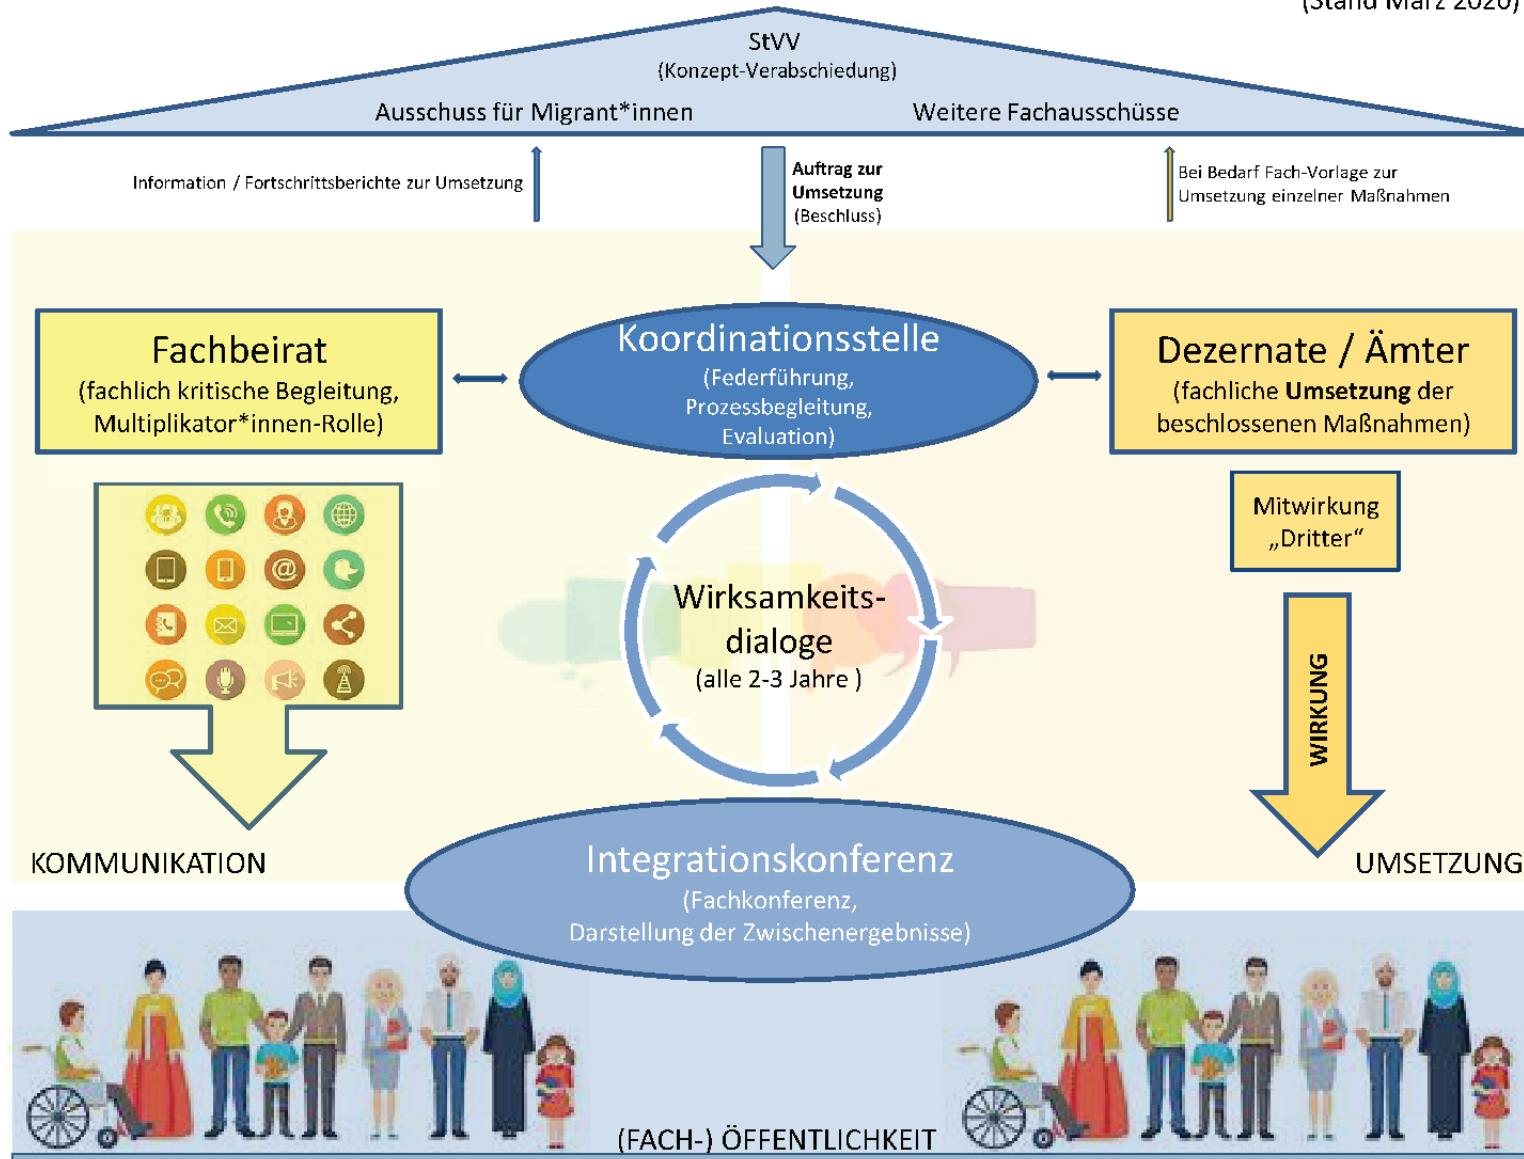 (Stand März 2020)
StVV
(Konzept-Verabschiedung)
Ausschuss für Migrant*innen
Weitere Fachausschüsse
Information / Fortschrittsberichte zur Umsetzung
Auftrag zur
Umsetzung
(Beschluss)
Bei Bedarf Fach-Vorlage zur
Umsetzung einzelner Maßnahmen
Fachbeirat
(fachlich kritische Begleitung,
Multiplikator*innen-Rolle)
Koordinationsstelle
(Federführung,
Prozessbegleitung,
Evaluation)
Dezernate / Ämter
(fachliche Umsetzung der
beschlossenen Maßnahmen)
Mitwirkung
„Dritter“
@
Wirksamkeits-
dialoge
(alle 2-3 Jahre )
WIRKUNG
KOMMUNIKATION
UMSETZUNG
Integrationskonferenz
(Fachkonferenz,
Darstellung der Zwischenergebnisse)
(FACH-) ÖFFENTLICHKEIT